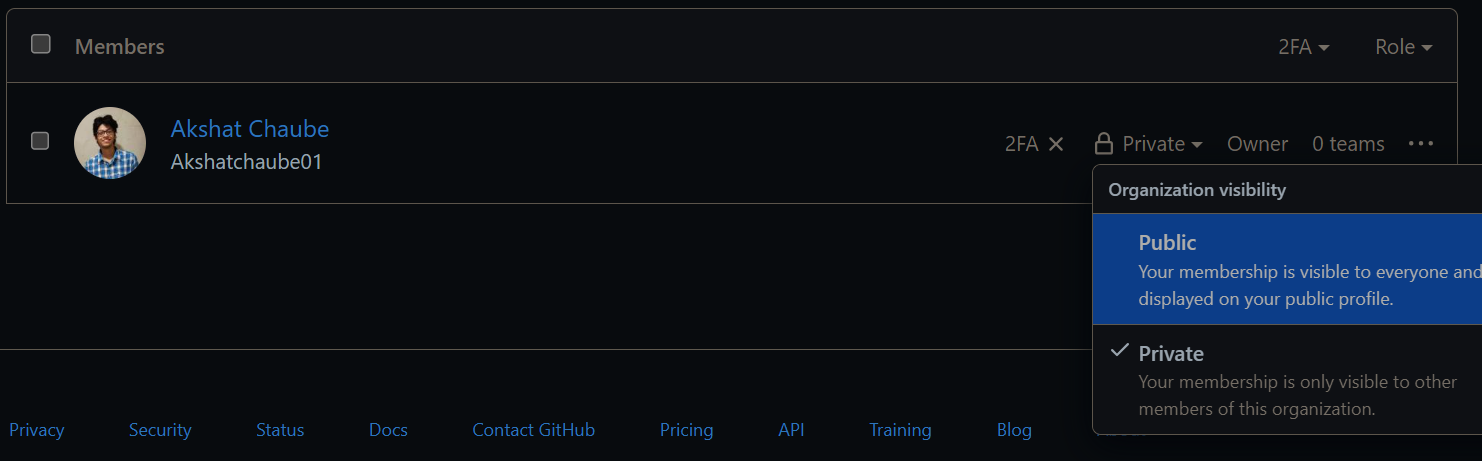 Members 2FA Role
Akshat Chaube
Akshatchaube01
2FA Private Owner 0 teams
Organization visibility
Public
Your membership is visible to everyone and
displayed on your public profile.
Private
Your membership is only visible to other
members of this organization.
Privacy Security Status Docs Contact GitHub Pricing API Training Blog